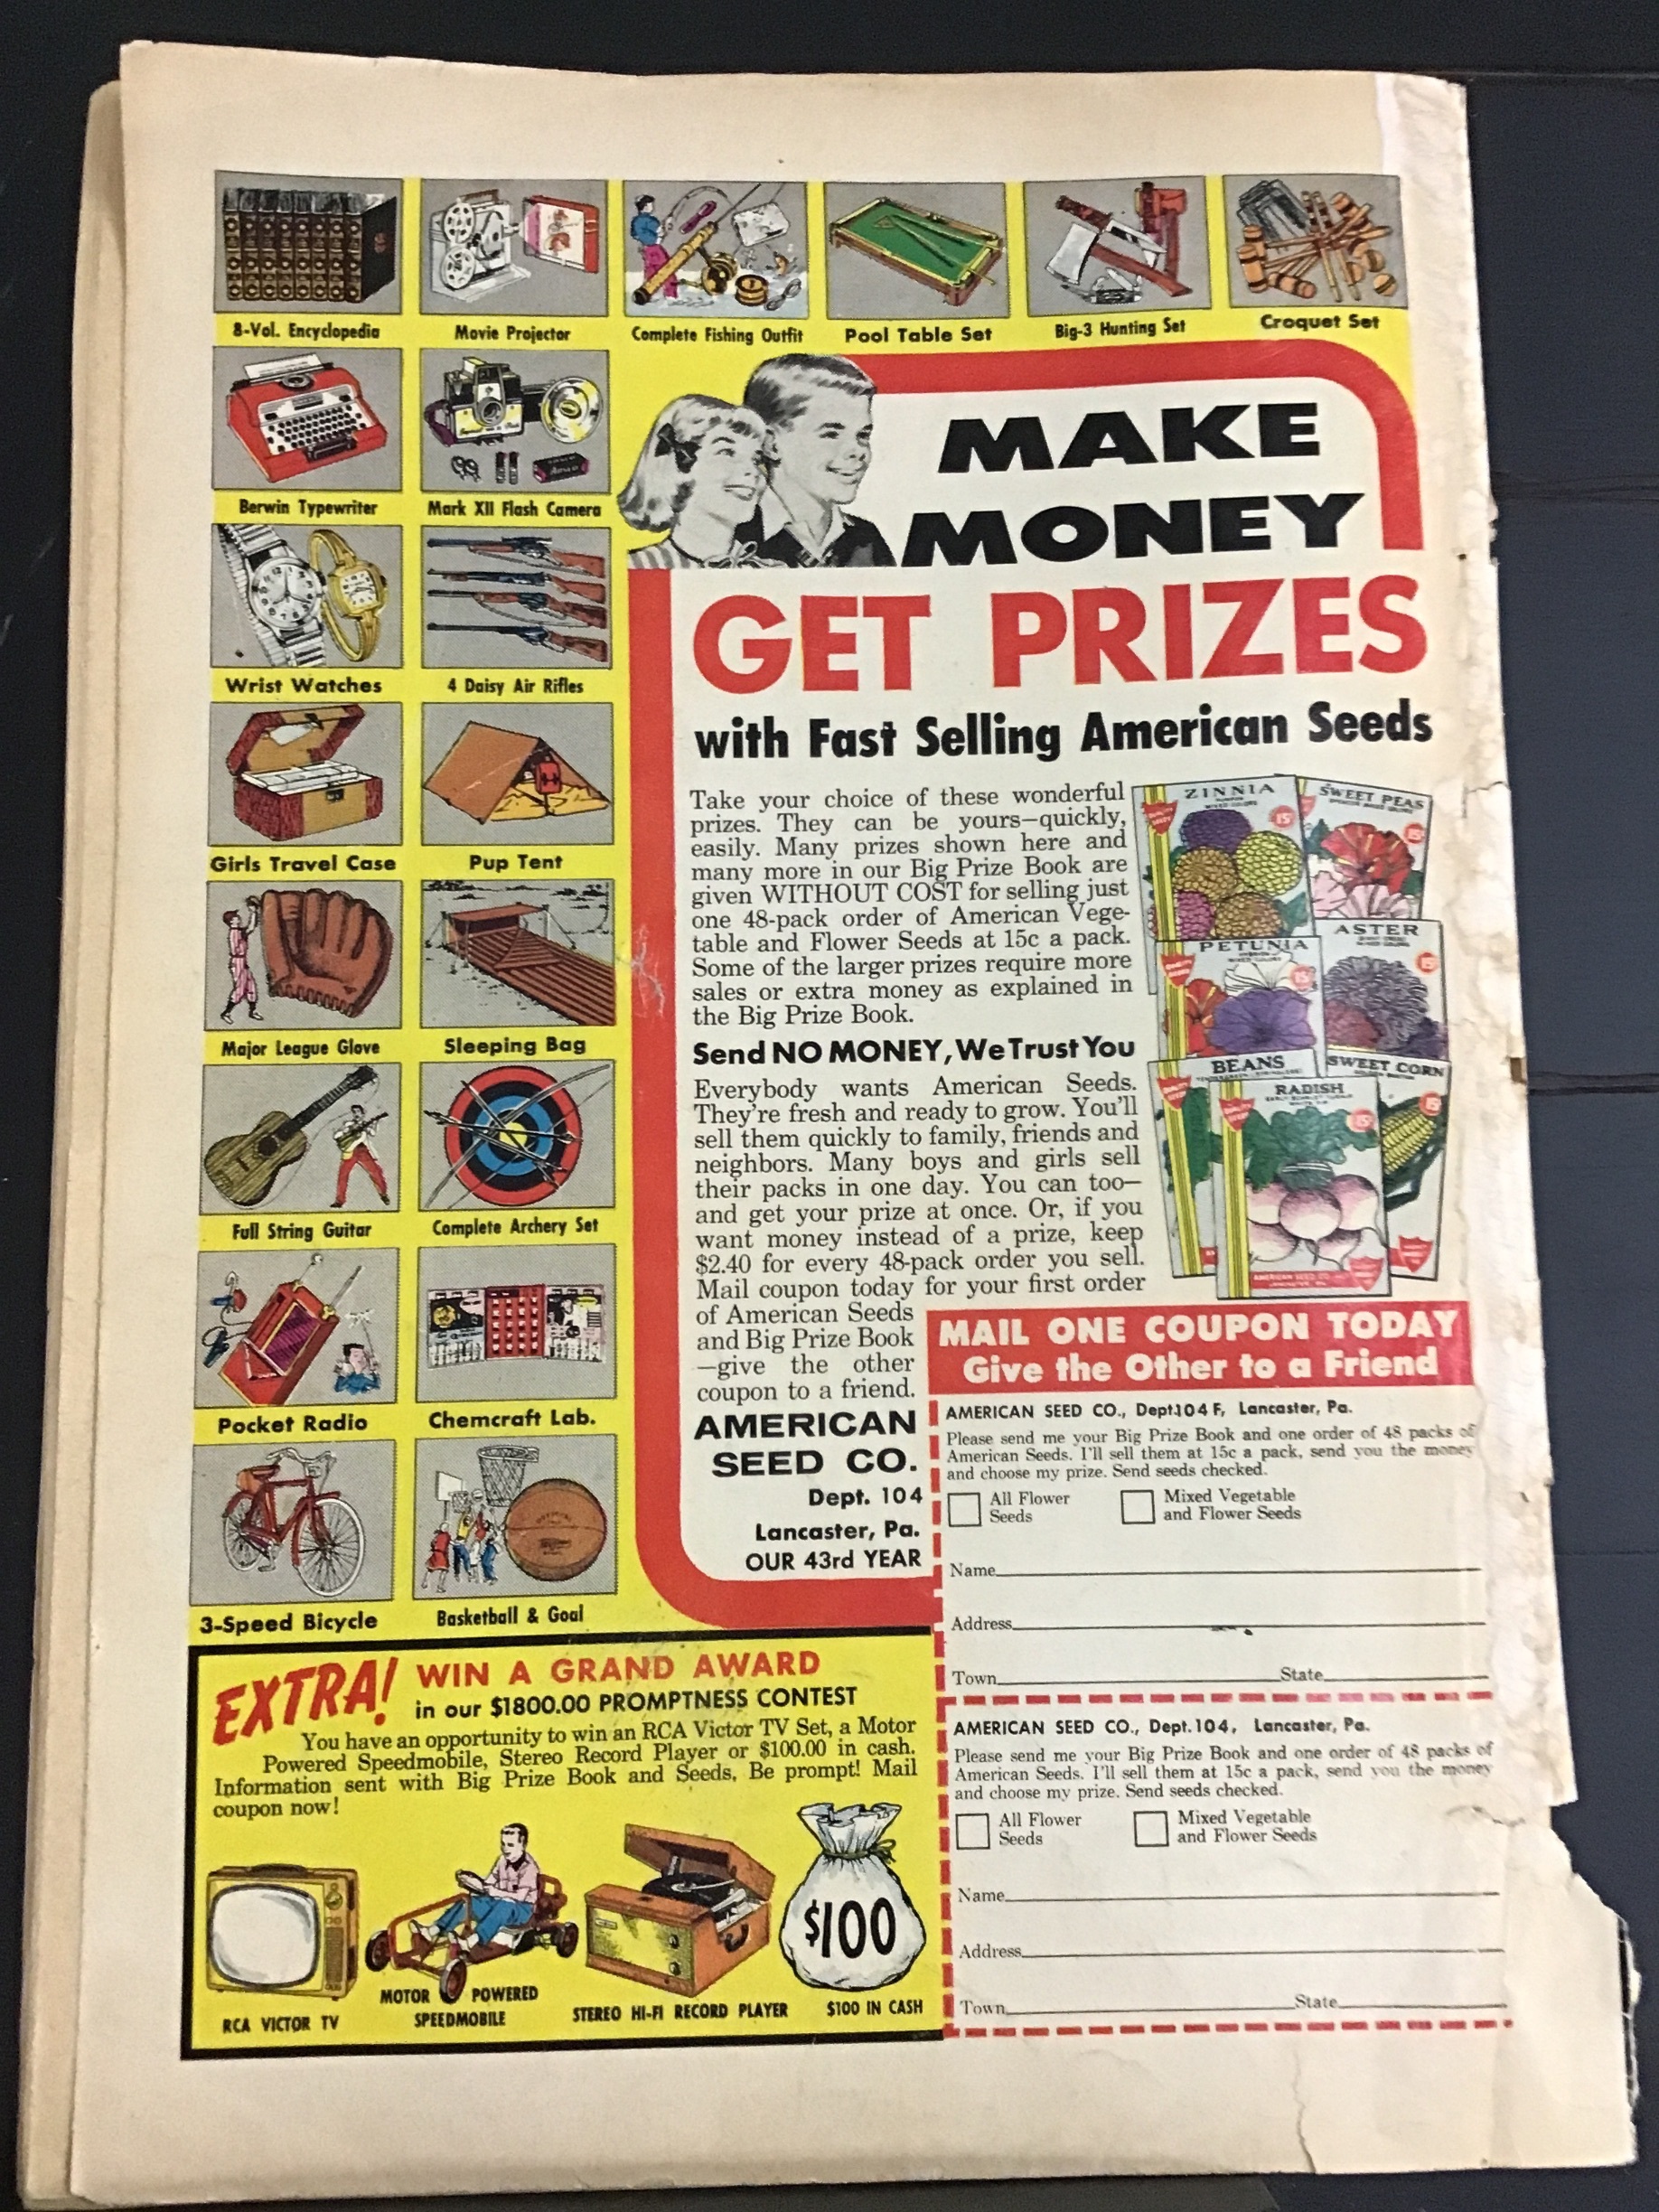 8-Vol. Encyclopedia
Movie Projector
Complete Fishing Outfit
Pool Table Set
Big-3 Hunting Set
Croquet Set
Berwin Typewriter
Mark XII Flash Camera
Wrist Watches
4 Daisy Air Rifles
Girls Travel Case
Pup Tent
Major League Glove
Sleeping Bag
Full String Guitar
Complete Archery Set
Pocket Radio
Chemcraft Lab.
3-Speed Bicycle
Basketball & Goal
MAKE
MONEY
GET PRIZES
with Fast Selling American Seeds
Take your choice of these wonderful
prizes. They can be yours—quickly,
easily. Many prizes shown here and
many more in our Big Prize Book are
given WITHOUT COST for selling just
one 48-pack order of American Vege-
table and Flower Seeds at 15c a pack.
Some of the larger prizes require more
sales or extra money as explained in
the Big Prize Book.
Send NO MONEY, We Trust You
Everybody wants American Seeds.
They're fresh and ready to grow. You'll
sell them quickly to family, friends and
neighbors. Many boys and girls sell
their packs in one day. You can too—
and get your prize at once. Or, if you
want money instead of a prize, keep
$2.40 for every 48-pack order you sell.
Mail coupon today for your first order
of American Seeds
and Big Prize Book
—give the other
coupon to a friend.
AMERICAN
SEED CO.
Dept. 104
Lancaster, Pa.
OUR 43rd YEAR
ZINNIA
MIXED COLORS
15¢
SWEET PEAS
15¢
PETUNIA
MIXED COLORS
15¢
ASTER
15¢
BEANS
SWEET CORN
15¢
RADISH
15¢
AMERICAN SEED CO.
MAIL ONE COUPON TODAY
Give the Other to a Friend
AMERICAN SEED CO., Dept.104 F, Lancaster, Pa.
Please send me your Big Prize Book and one order of 48 packs of
American Seeds. I'll sell them at 15c a pack, send you the money
and choose my prize. Send seeds checked.
All Flower
Seeds
Mixed Vegetable
and Flower Seeds
Name
Address
Town State
AMERICAN SEED CO., Dept.104, Lancaster, Pa.
Please send me your Big Prize Book and one order of 48 packs of
American Seeds. I'll sell them at 15c a pack, send you the money
and choose my prize. Send seeds checked.
All Flower
Seeds
Mixed Vegetable
and Flower Seeds
Name
Address
Town State
EXTRA! WIN A GRAND AWARD
in our $1800.00 PROMPTNESS CONTEST
You have an opportunity to win an RCA Victor TV Set, a Motor
Powered Speedmobile, Stereo Record Player or $100.00 in cash.
Information sent with Big Prize Book and Seeds, Be prompt! Mail
coupon now!
$100
RCA VICTOR TV
MOTOR POWERED
SPEEDMOBILE
STEREO HI-FI RECORD PLAYER
$100 IN CASH